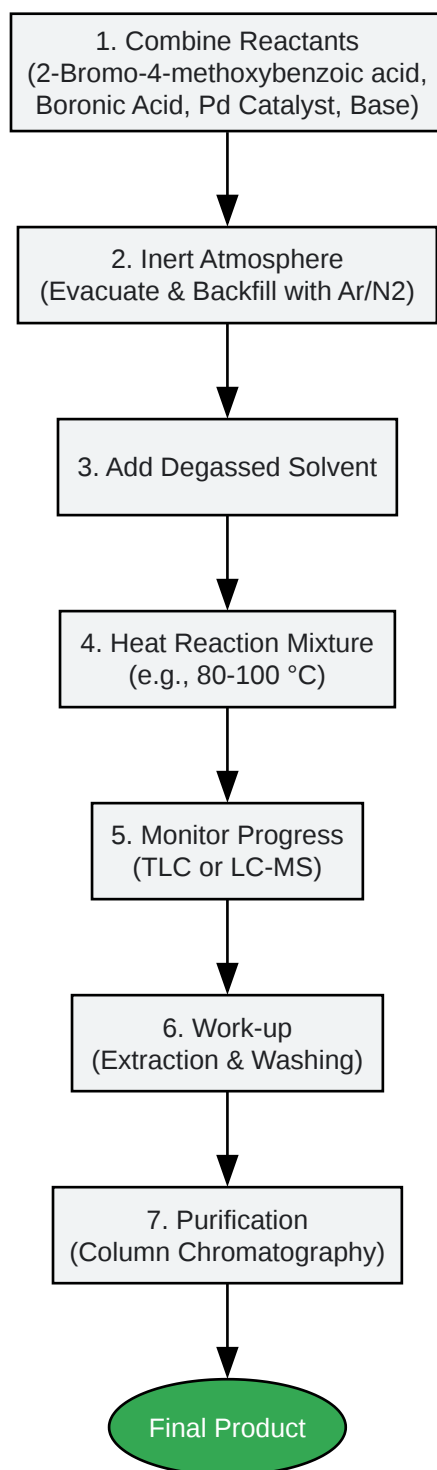 1. Combine Reactants
(2-Bromo-4-methoxybenzoic acid,
Boronic Acid, Pd Catalyst, Base)
2. Inert Atmosphere
(Evacuate & Backfill with Ar/N2)
3. Add Degassed Solvent
4. Heat Reaction Mixture
(e.g., 80-100 °C)
5. Monitor Progress
(TLC or LC-MS)
6. Work-up
(Extraction & Washing)
7. Purification
(Column Chromatography)
Final Product